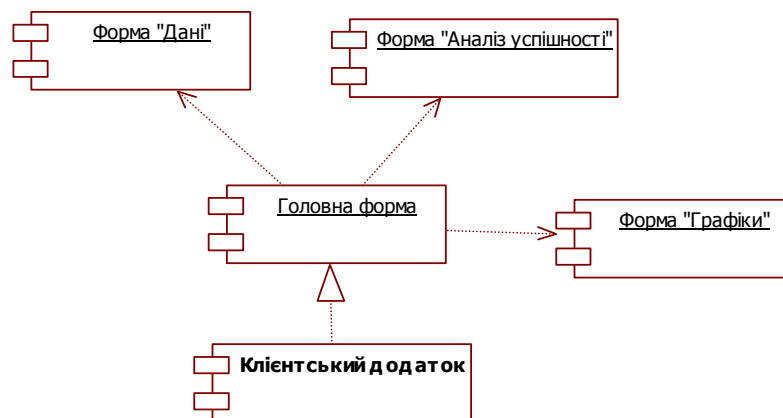 Форма "Дані"
Форма "Аналіз успішності"
Головна форма
Форма "Графіки"
Клієнтський додаток